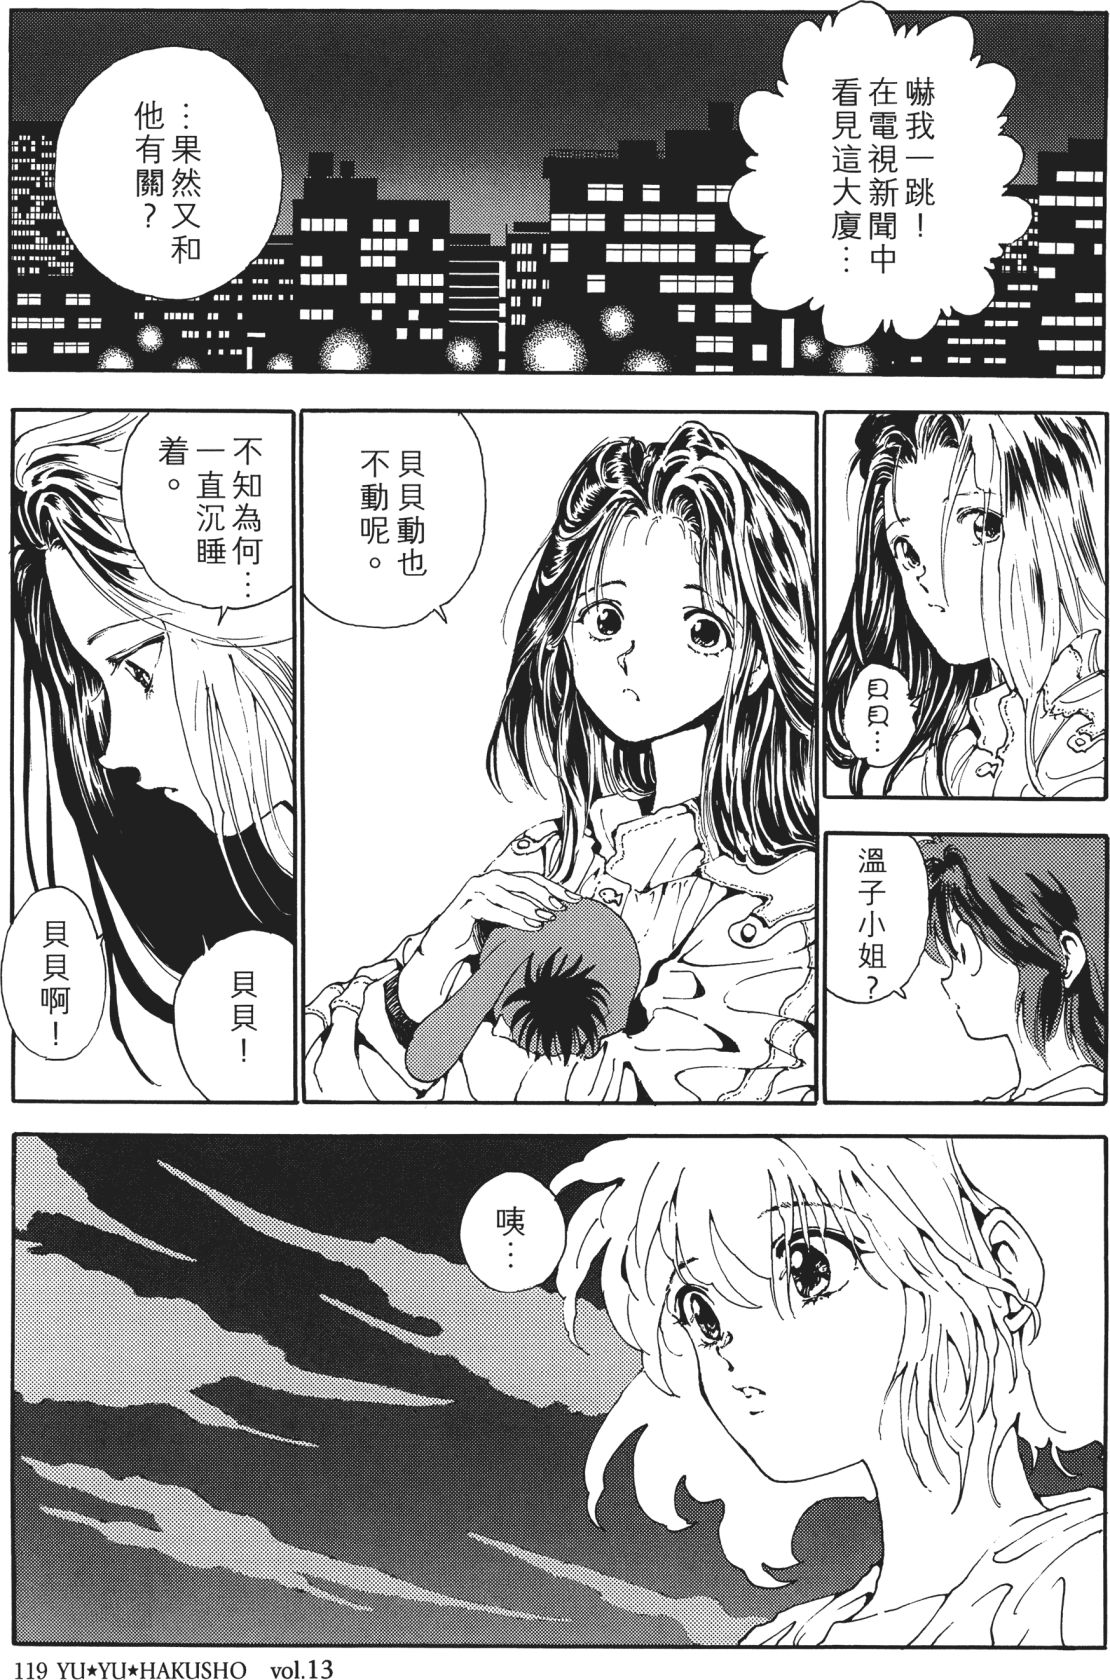 嚇我一跳！
在電視新聞中
看見這大廈…
…果然又和
他有關？
貝貝…
溫子小姐？
貝貝動也
不動呢。
不知為何…
一直沉睡
着。
貝貝！
貝貝啊！
咦…
119 YU★YU★HAKUSHO vol.13